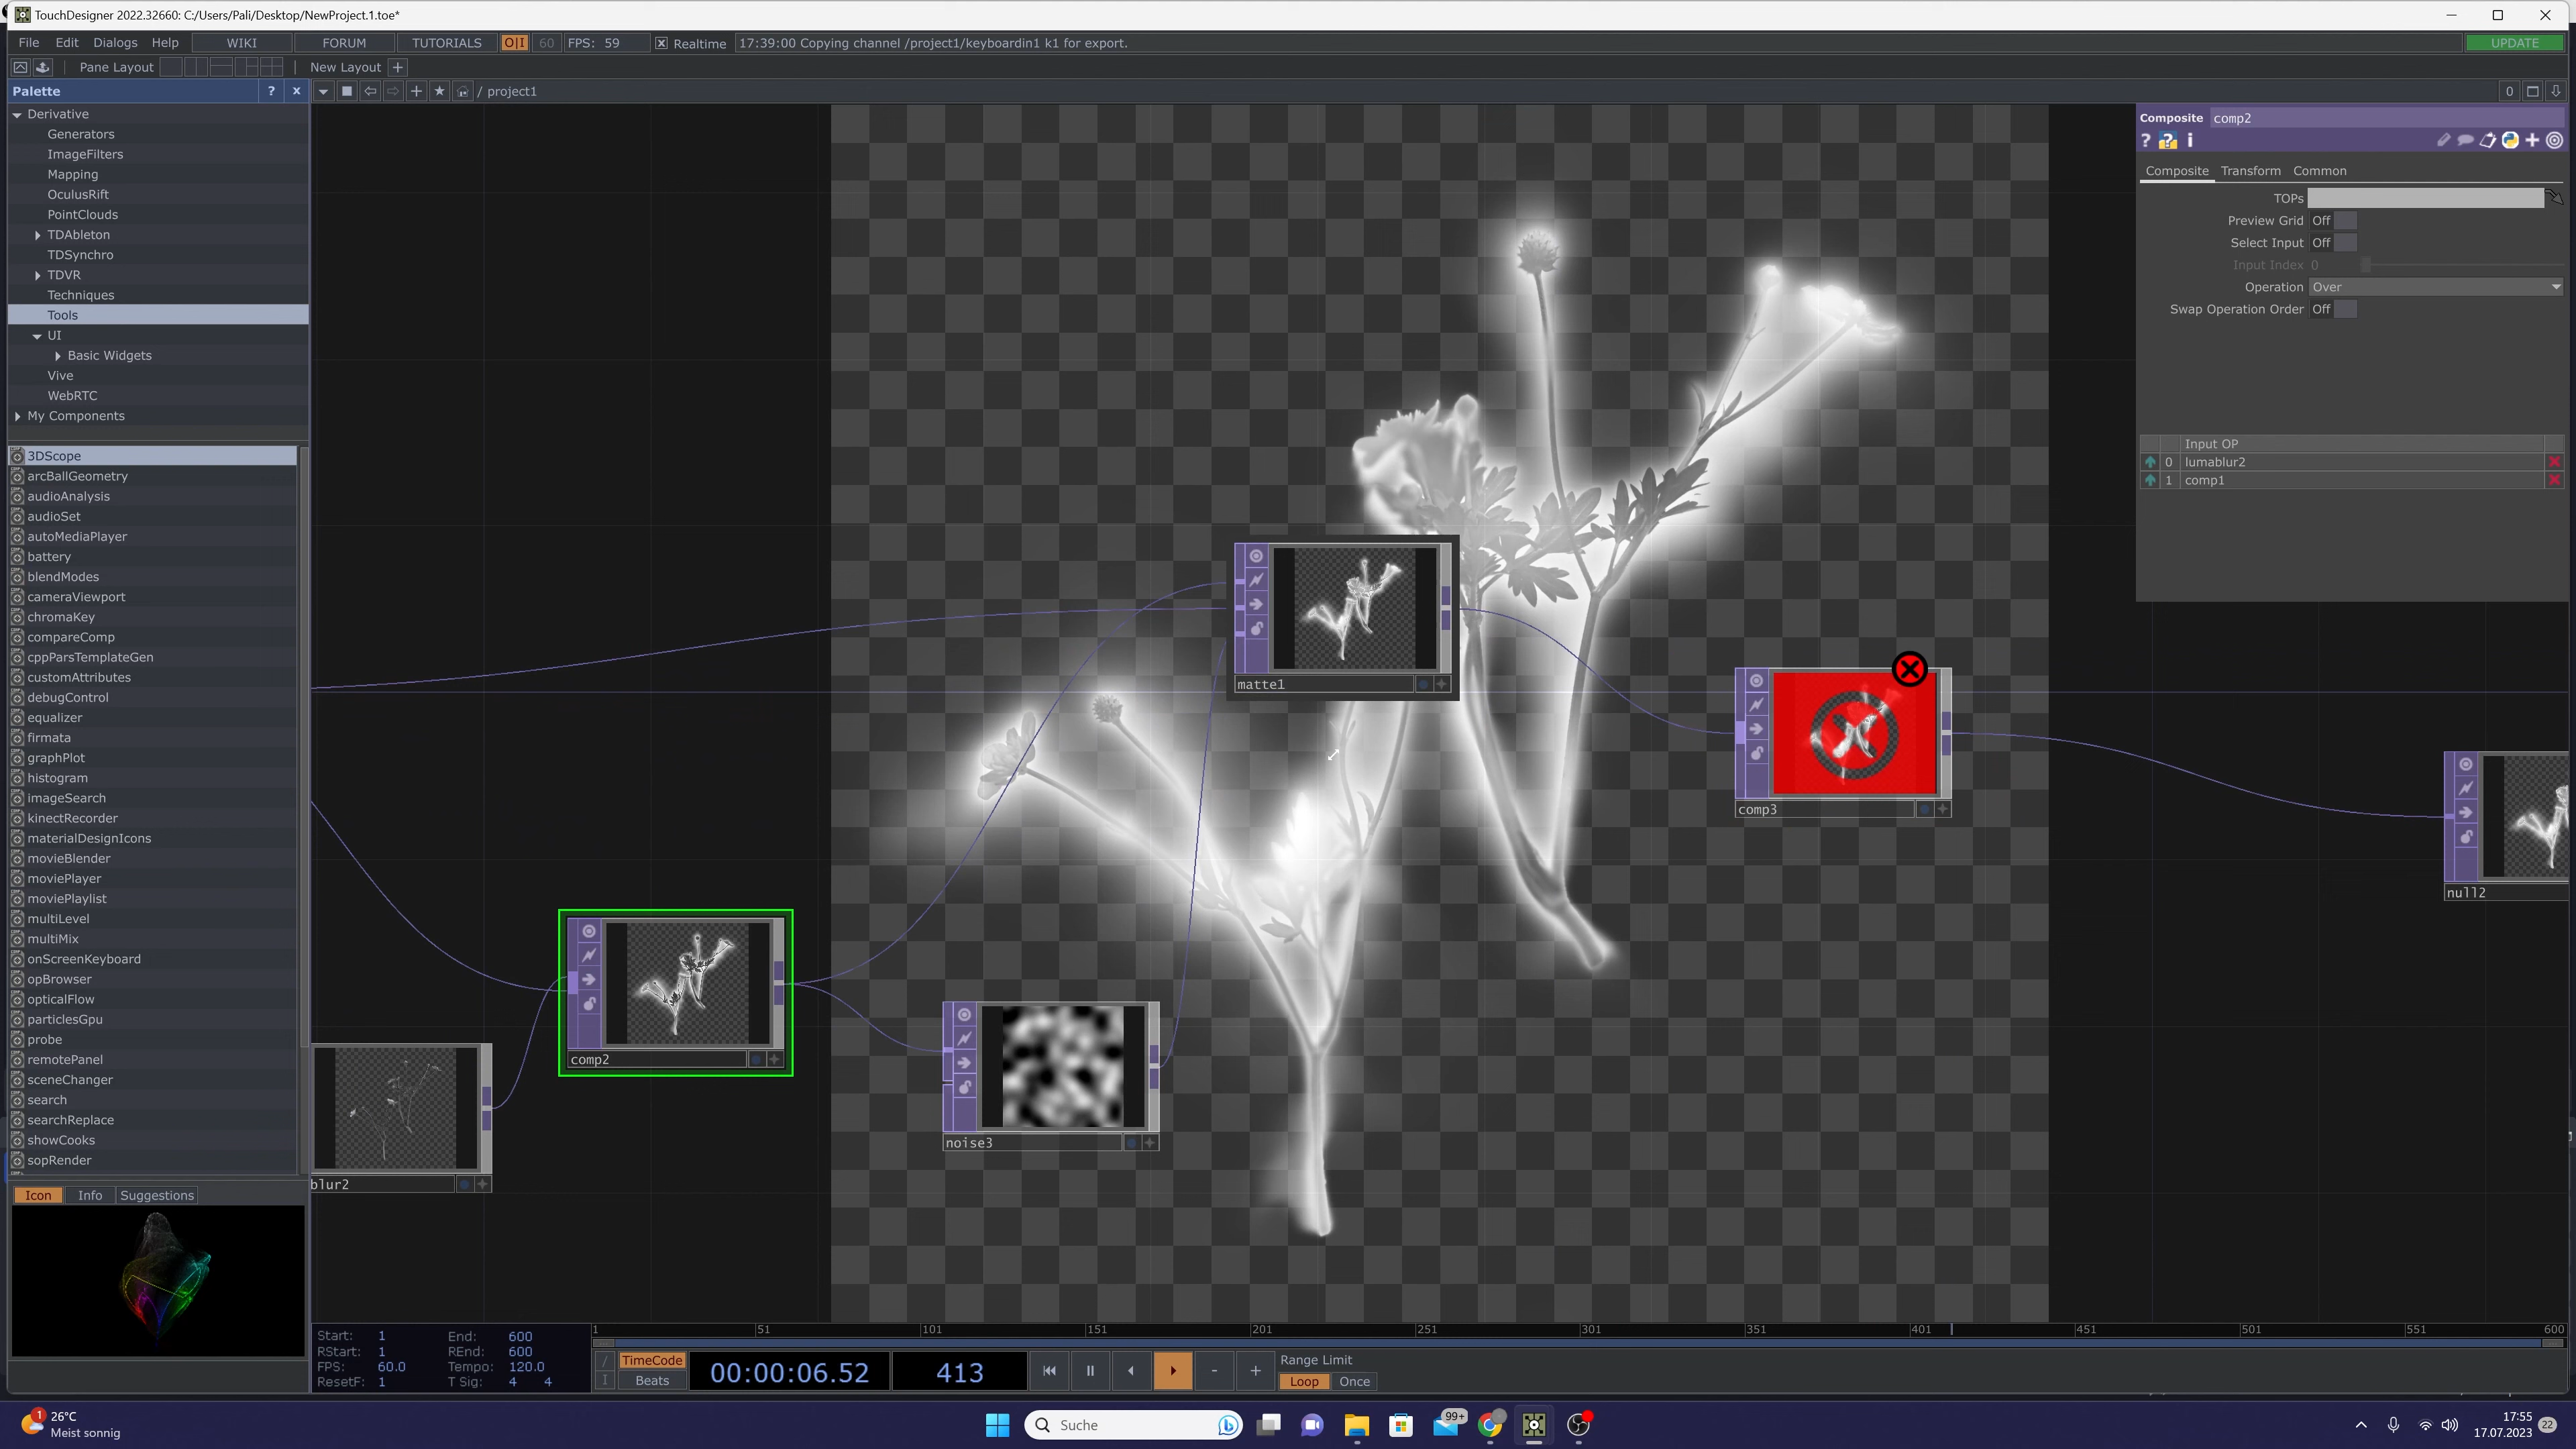 TouchDesigner 2022.32660: C:/Users/Pali/Desktop/NewProject.1.toe*
File Edit Dialogs Help WIKI FORUM TUTORIALS O|I 60 FPS: 59 Realtime 17:39:00 Copying channel /project1/keyboardin1 k1 for export. UPDATE
Pane Layout New Layout +
Palette ? x / project1 0
Derivative
Generators
ImageFilters
Mapping
OculusRift
PointClouds
TDAbleton
TDSynchro
TDVR
Techniques
Tools
UI
Basic Widgets
Vive
WebRTC
My Components
3DScope
arcBallGeometry
audioAnalysis
audioSet
autoMediaPlayer
battery
blendModes
cameraViewport
chromaKey
compareComp
cppParsTemplateGen
customAttributes
debugControl
equalizer
firmata
graphPlot
histogram
imageSearch
kinectRecorder
materialDesignIcons
movieBlender
moviePlayer
moviePlaylist
multiLevel
multiMix
onScreenKeyboard
opBrowser
opticalFlow
particlesGpu
probe
remotePanel
sceneChanger
search
searchReplace
showCooks
sopRender
Icon Info Suggestions
matte1
comp3
null2
comp2
noise3
blur2
Composite comp2
? ? i
Composite Transform Common
TOPs
Preview Grid Off
Select Input Off
Input Index 0
Operation Over
Swap Operation Order Off
Input OP
0 lumablur2
1 comp1
Start: 1 End: 600
RStart: 1 REnd: 600
FPS: 60.0 Tempo: 120.0
ResetF: 1 T Sig: 4 4
1 51 101 151 201 251 301 351 401 451 501 551 600
TimeCode
Beats
00:00:06.52 413
Range Limit
Loop Once
1
26°C
Meist sonnig
Suche
99+
17:55
17.07.2023
22